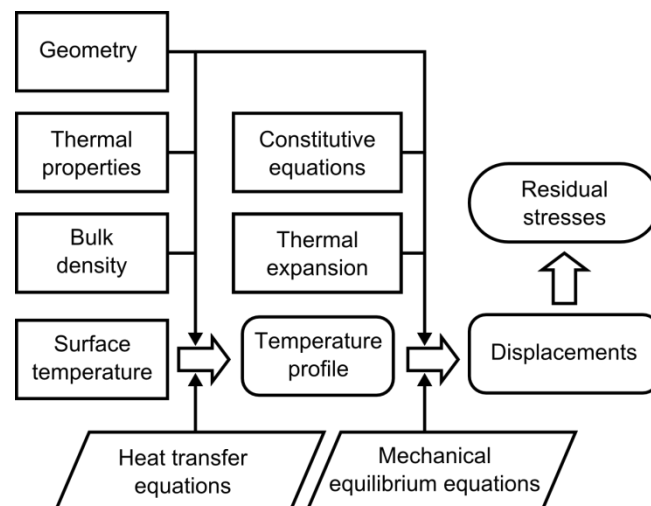 Geometry
Thermal
properties
Constitutive
equations
Residual
stresses
Bulk
density
Thermal
expansion
Surface
temperature
Temperature
profile
Displacements
Heat transfer
equations
Mechanical
equilibrium equations